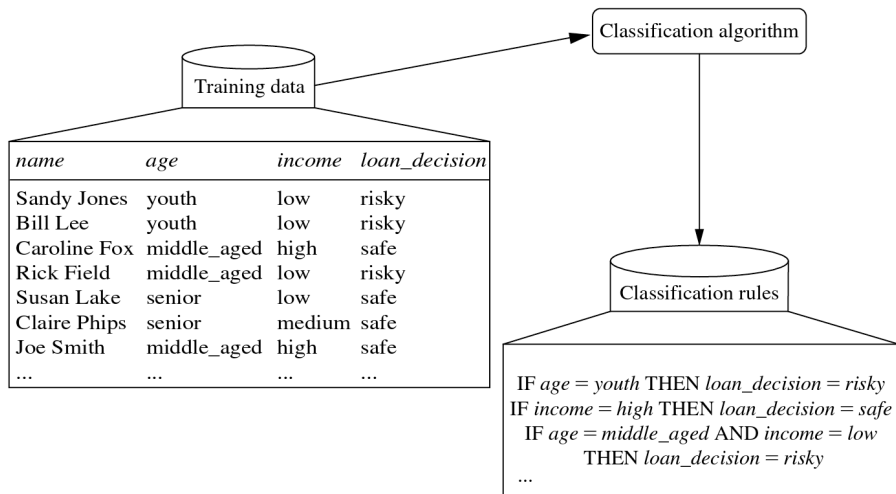 Classification algorithm
Training data
name age income loan_decision
Sandy Jones youth low risky
Bill Lee youth low risky
Caroline Fox middle_aged high safe
Rick Field middle_aged low risky
Susan Lake senior low safe
Claire Phips senior medium safe
Joe Smith middle_aged high safe
... ... ... ...
Classification rules
IF age = youth THEN loan_decision = risky
IF income = high THEN loan_decision = safe
IF age = middle_aged AND income = low
THEN loan_decision = risky
...